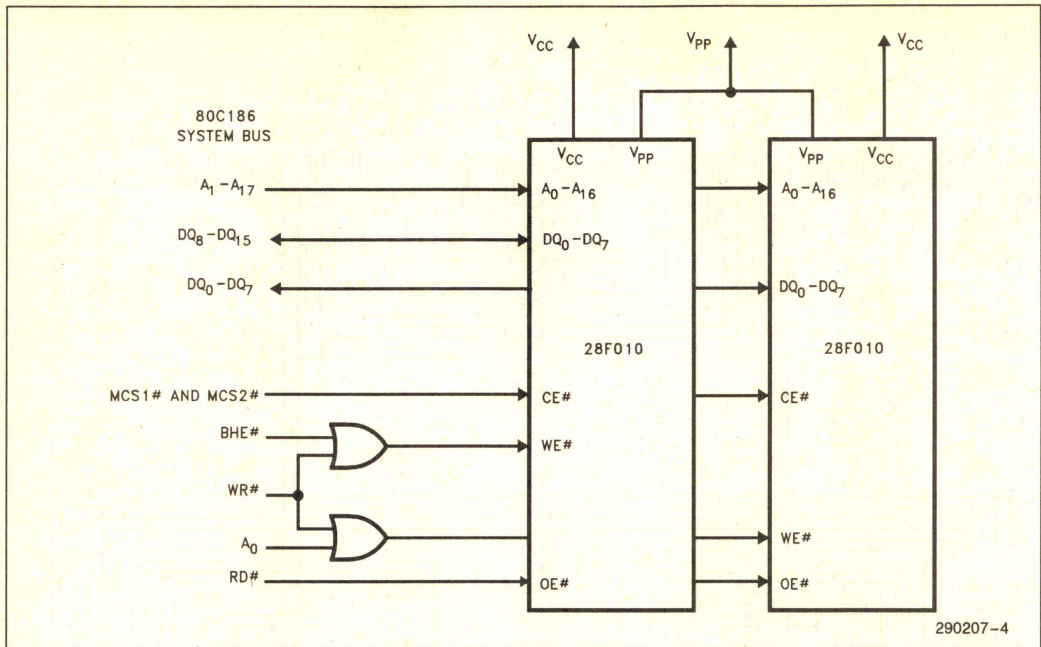 V_CC V_PP V_CC
80C186
SYSTEM BUS
V_CC V_PP V_PP V_CC
A_1-A_17 A_0-A_16 A_0-A_16
DQ_8-DQ_15 DQ_0-DQ_7
DQ_0-DQ_7 DQ_0-DQ_7
28F010 28F010
MCS1# AND MCS2# CE# CE#
BHE# WE#
WR#
A_0 WE#
RD# OE# OE#
290207-4